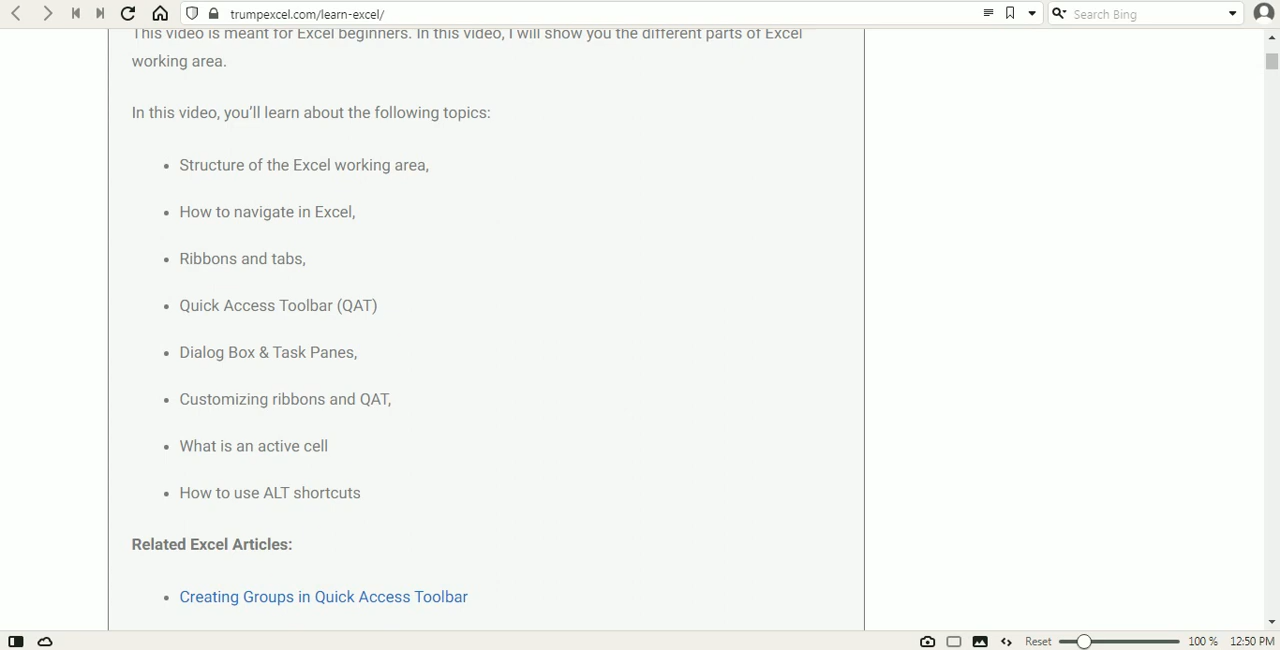 trumpexcel.com/learn-excel/
Search Bing
This video is meant for Excel beginners. In this video, I will show you the different parts of Excel
working area.
In this video, you'll learn about the following topics:
Structure of the Excel working area,
How to navigate in Excel,
Ribbons and tabs,
Quick Access Toolbar (QAT)
Dialog Box & Task Panes,
Customizing ribbons and QAT,
What is an active cell
How to use ALT shortcuts
Related Excel Articles:
Creating Groups in Quick Access Toolbar
Reset 100 % 12:50 PM